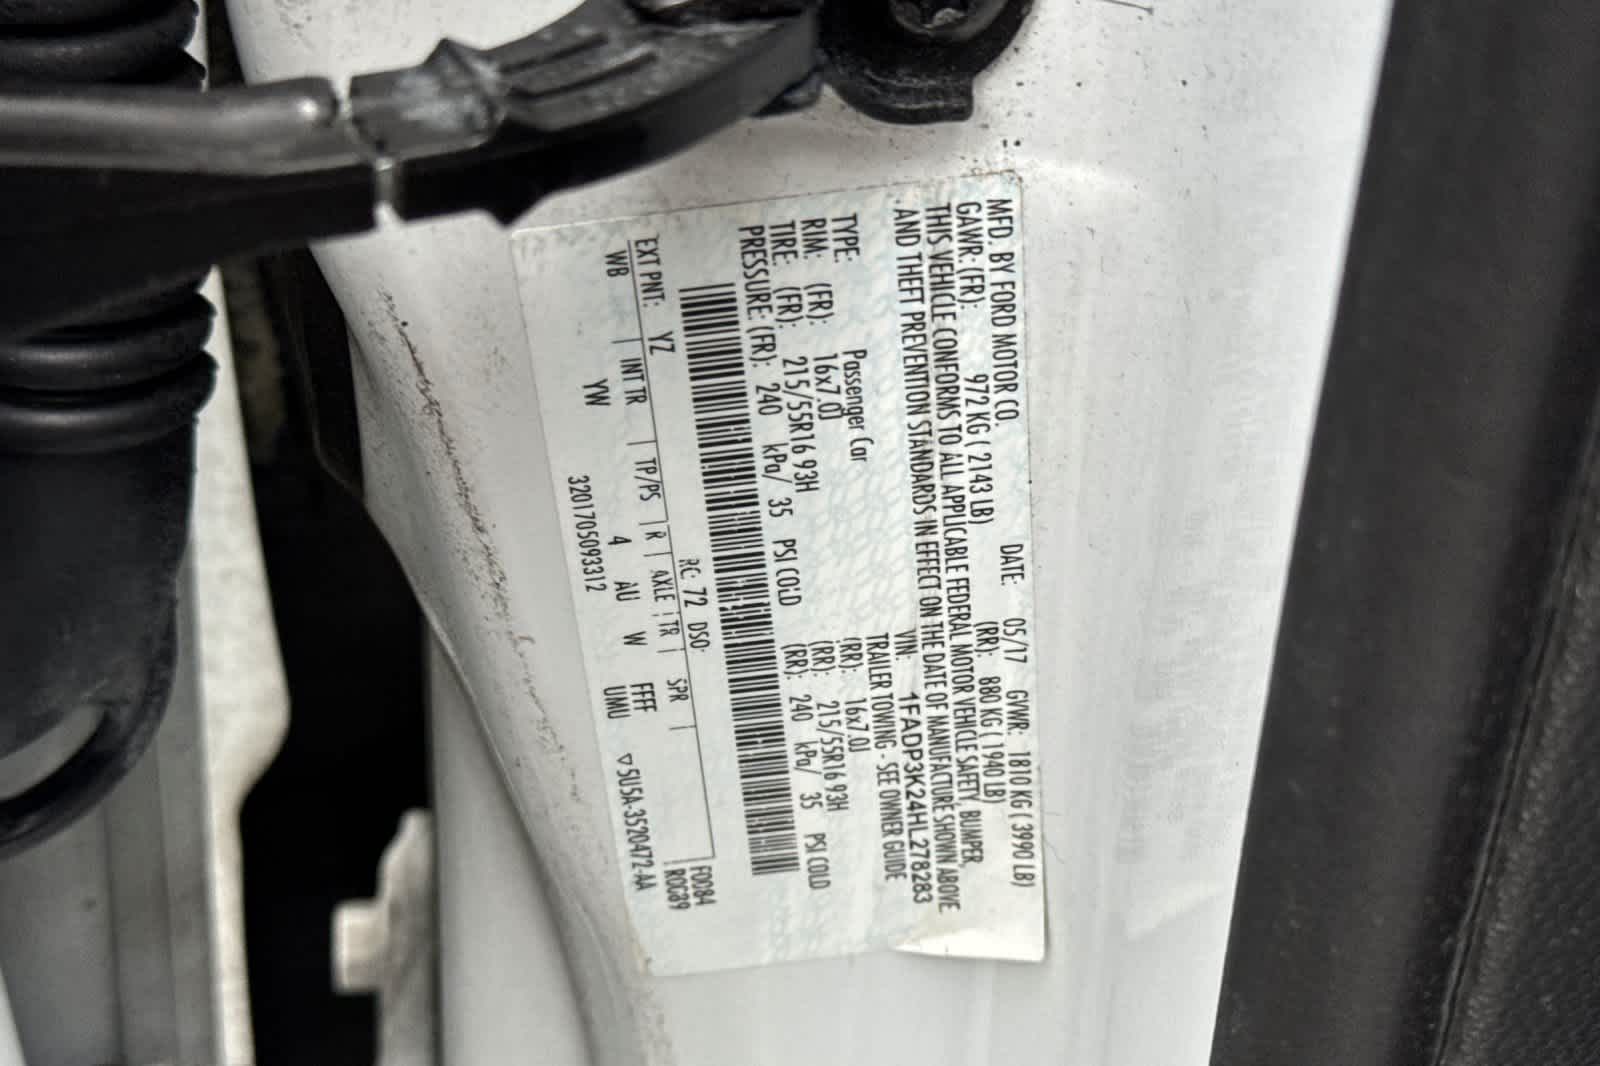 MFD. BY FORD MOTOR CO. DATE: 05/17 GVWR: 1810 KG (3990 LB)
GAWR: (FR): 972 KG (2143 LB) (RR): 880 KG (1940 LB)
THIS VEHICLE CONFORMS TO ALL APPLICABLE FEDERAL MOTOR VEHICLE SAFETY, BUMPER,
AND THEFT PREVENTION STANDARDS IN EFFECT ON THE DATE OF MANUFACTURE SHOWN ABOVE
VIN: 1FADP3K24HL278283
TYPE: Passenger Car TRAILER TOWING - SEE OWNER GUIDE
RIM: (FR): 16x7.0J (RR): 16x7.0J
TIRE: (FR): 215/55R16 93H (RR): 215/55R16 93H
PRESSURE: (FR): 240 kPa/ 35 PSI COLD (RR): 240 kPa/ 35 PSI COLD
EXT PNT: YZ RC: 72 DSO: F0084
WB | INT TR | TP/PS | R | AXLE | TR | SPR | R0089
YW 4 AU W FFFF
3201705093312 UMU ▽5U5A-3520472-AA